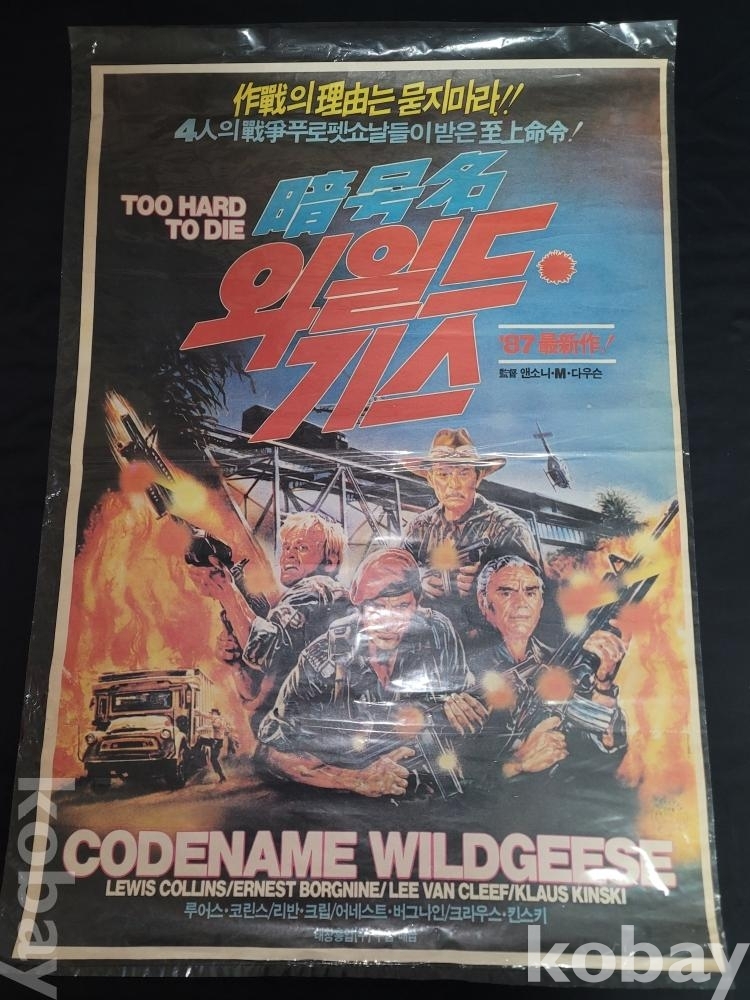 作戰의 理由는 묻지마라!!
4人의 戰爭푸로펫쇼날들이 받은 至上命令!
TOO HARD
TO DIE
暗号名
와일드
기스
'87 最新作!
監督 앤소니·M·다우슨
CODENAME WILDGEESE
LEWIS COLLINS/ERNEST BORGNINE/LEE VAN CLEEF/KLAUS KINSKI
루어스·코린스/리반·크립/어네스트·버그나인/크라우스·킨스키
kobay
kobay